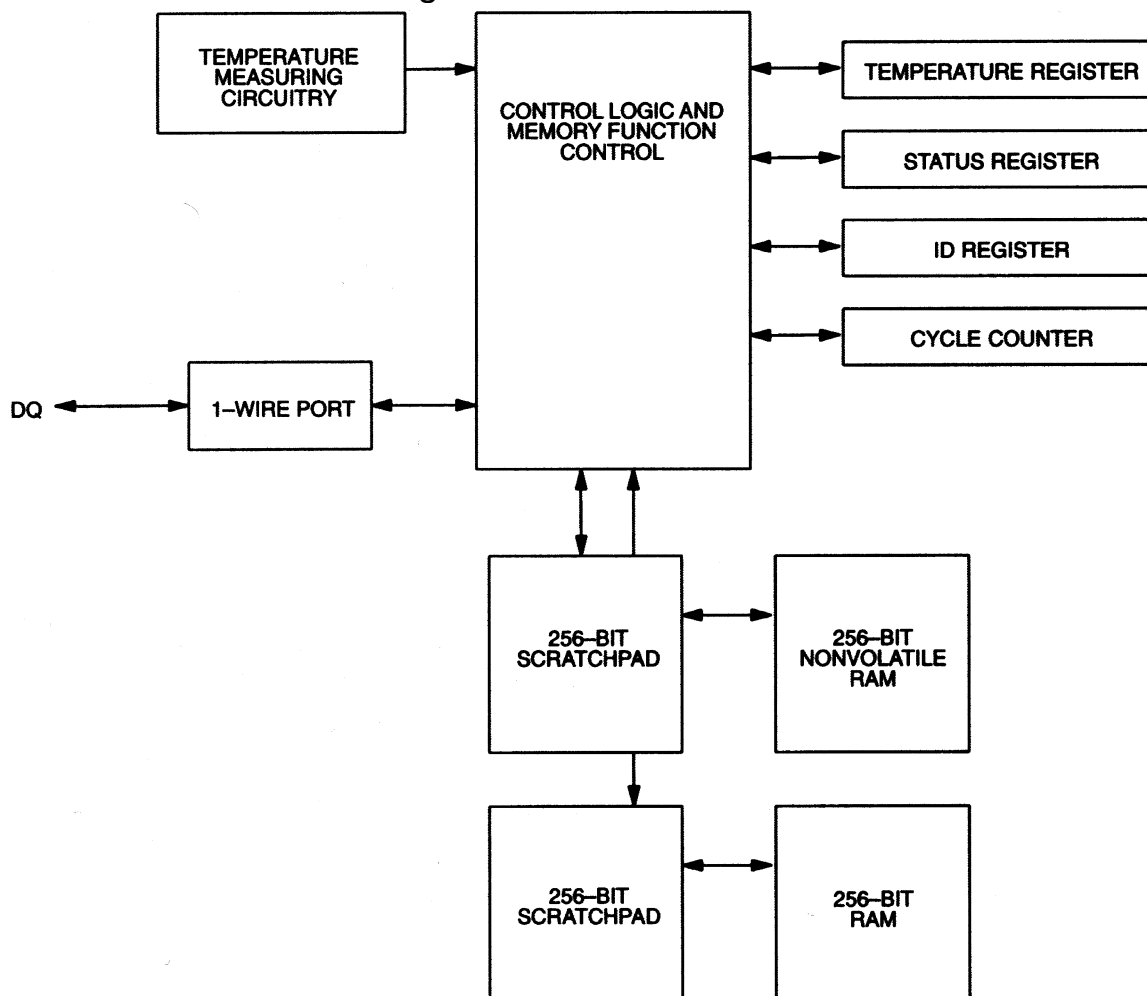 TEMPERATURE
MEASURING
CIRCUITRY
CONTROL LOGIC AND
MEMORY FUNCTION
CONTROL
TEMPERATURE REGISTER
STATUS REGISTER
ID REGISTER
CYCLE COUNTER
DQ
1–WIRE PORT
256–BIT
SCRATCHPAD
256–BIT
NONVOLATILE
RAM
256–BIT
SCRATCHPAD
256–BIT
RAM